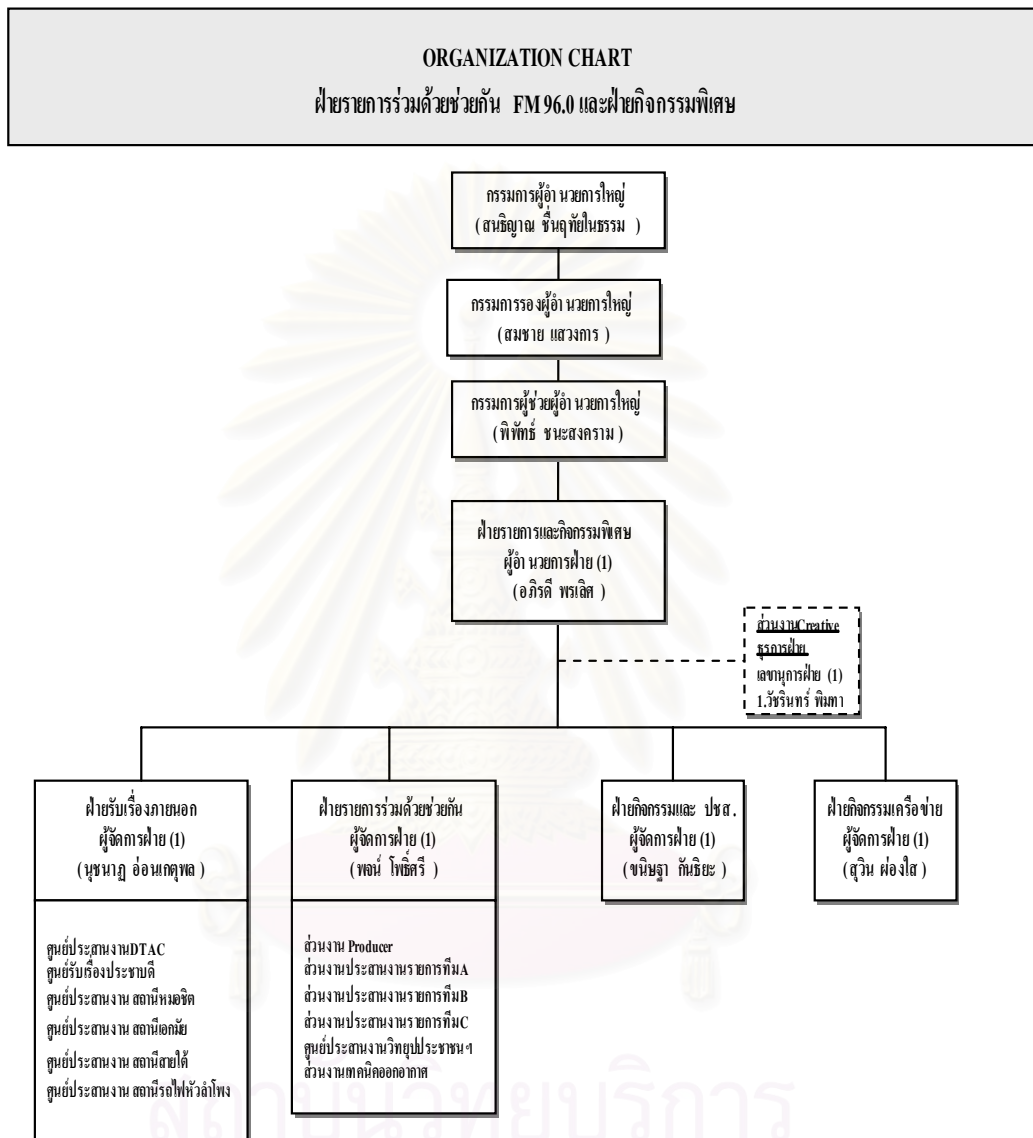 ORGANIZATION CHART
ฝ่ายรายการร่วมด้วยช่วยกัน FM 96.0 และฝ่ายกิจกรรมพิเศษ
กรรมการผู้อำนวยการใหญ่
(สนธิญาณ ชื่นฤทัยในธรรม )
กรรมการรองผู้อำนวยการใหญ่
(สมชาย แสวงการ )
กรรมการผู้ช่วยผู้อำนวยการใหญ่
(พิพัทธ์ ชนะสงคราม )
ฝ่ายรายการและกิจกรรมพิเศษ
ผู้อำนวยการฝ่าย (1)
(อภิรดี พรเลิศ )
ส่วนงานCreative
ธุรการฝ่าย
เลขานุการฝ่าย (1)
1.วัชรินทร์ พิมทา
ฝ่ายรับเรื่องภายนอก
ผู้จัดการฝ่าย (1)
(นุชนาฏ อ่อนเกตุพล )
ศูนย์ประสานงานDTAC
ศูนย์รับเรื่องประชาบดี
ศูนย์ประสานงาน สถานีหมอชิต
ศูนย์ประสานงาน สถานีเอกมัย
ศูนย์ประสานงาน สถานีสายใต้
ศูนย์ประสานงาน สถานีรถไฟหัวลำโพง
ฝ่ายรายการร่วมด้วยช่วยกัน
ผู้จัดการฝ่าย (1)
(พจน์ โพธิ์ศรี )
ส่วนงาน Producer
ส่วนงานประสานงานรายการทีมA
ส่วนงานประสานงานรายการทีมB
ส่วนงานประสานงานรายการทีมC
ศูนย์ประสานงานวิทยุปประชาชนฯ
ส่วนงานเทคนิคออกอากาศ
ฝ่ายกิจกรรมและ ปชส.
ผู้จัดการฝ่าย (1)
(ขนิษฐา กันธิยะ )
ฝ่ายกิจกรรมเครือข่าย
ผู้จัดการฝ่าย (1)
(สุวิน ผ่องใส )
สถาบันวิทยบริการ